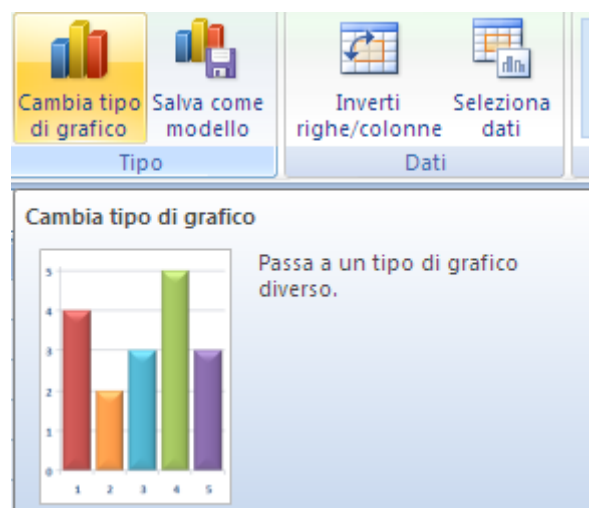 Cambia tipo
di grafico
Salva come
modello
Inverti
righe/colonne
Seleziona
dati
Tipo
Dati
Cambia tipo di grafico
Passa a un tipo di grafico
diverso.
5
4
3
2
1
0
1 2 3 4 5